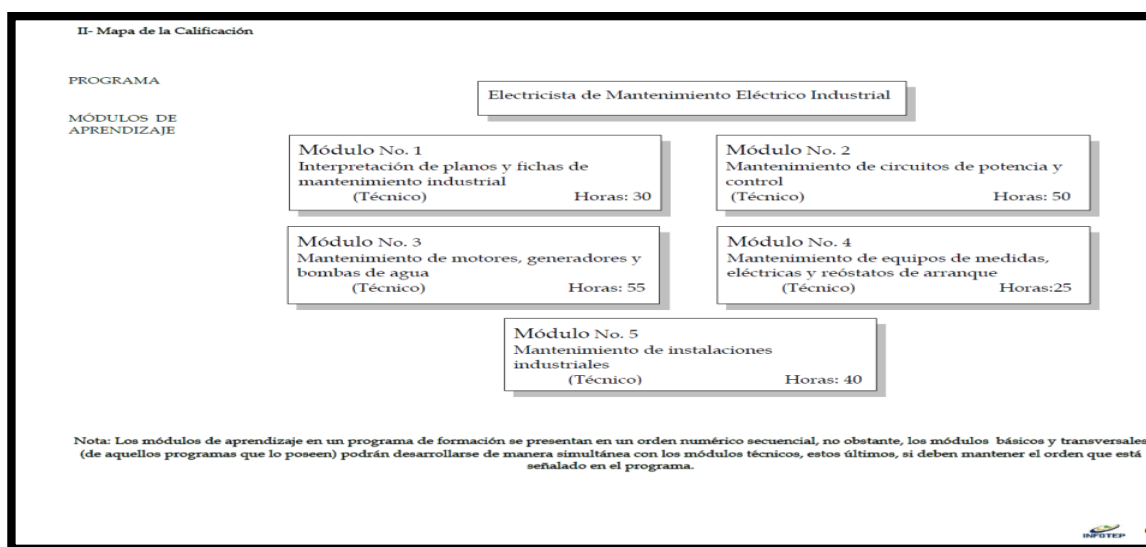 II- Mapa de la Calificación
PROGRAMA
Electricista de Mantenimiento Eléctrico Industrial
MÓDULOS DE
APRENDIZAJE
Módulo No. 1
Interpretación de planos y fichas de
mantenimiento industrial
(Técnico) Horas: 30
Módulo No. 2
Mantenimiento de circuitos de potencia y
control
(Técnico) Horas: 50
Módulo No. 3
Mantenimiento de motores, generadores y
bombas de agua
(Técnico) Horas: 55
Módulo No. 4
Mantenimiento de equipos de medidas,
eléctricas y reóstatos de arranque
(Técnico) Horas:25
Módulo No. 5
Mantenimiento de instalaciones
industriales
(Técnico) Horas: 40
Nota: Los módulos de aprendizaje en un programa de formación se presentan en un orden numérico secuencial, no obstante, los módulos básicos y transversales
(de aquellos programas que lo poseen) podrán desarrollarse de manera simultánea con los módulos técnicos, estos últimos, si deben mantener el orden que está
señalado en el programa.
INFOTEP